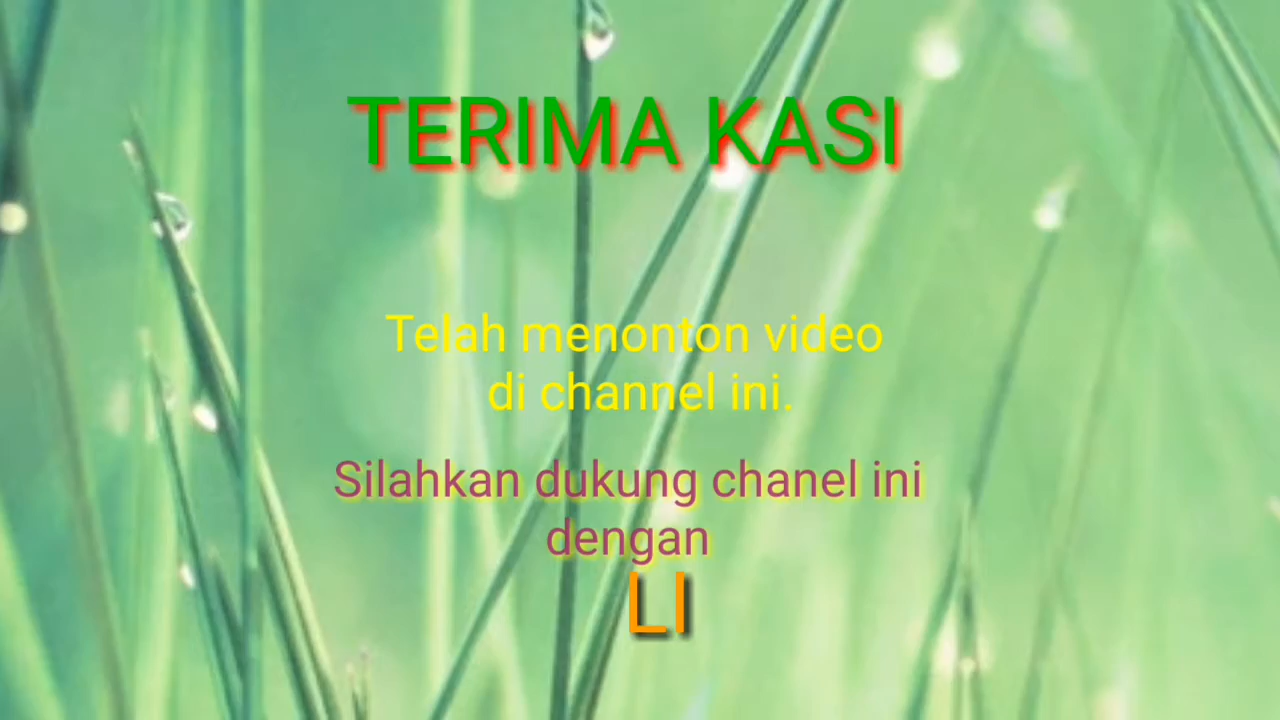 TERIMA KASI
Telah menonton video
di channel ini.
Silahkan dukung chanel ini
dengan
LI